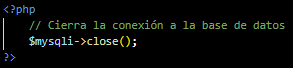 <?php
// Cierra la conexión a la base de datos
$mysqli->close();
?>